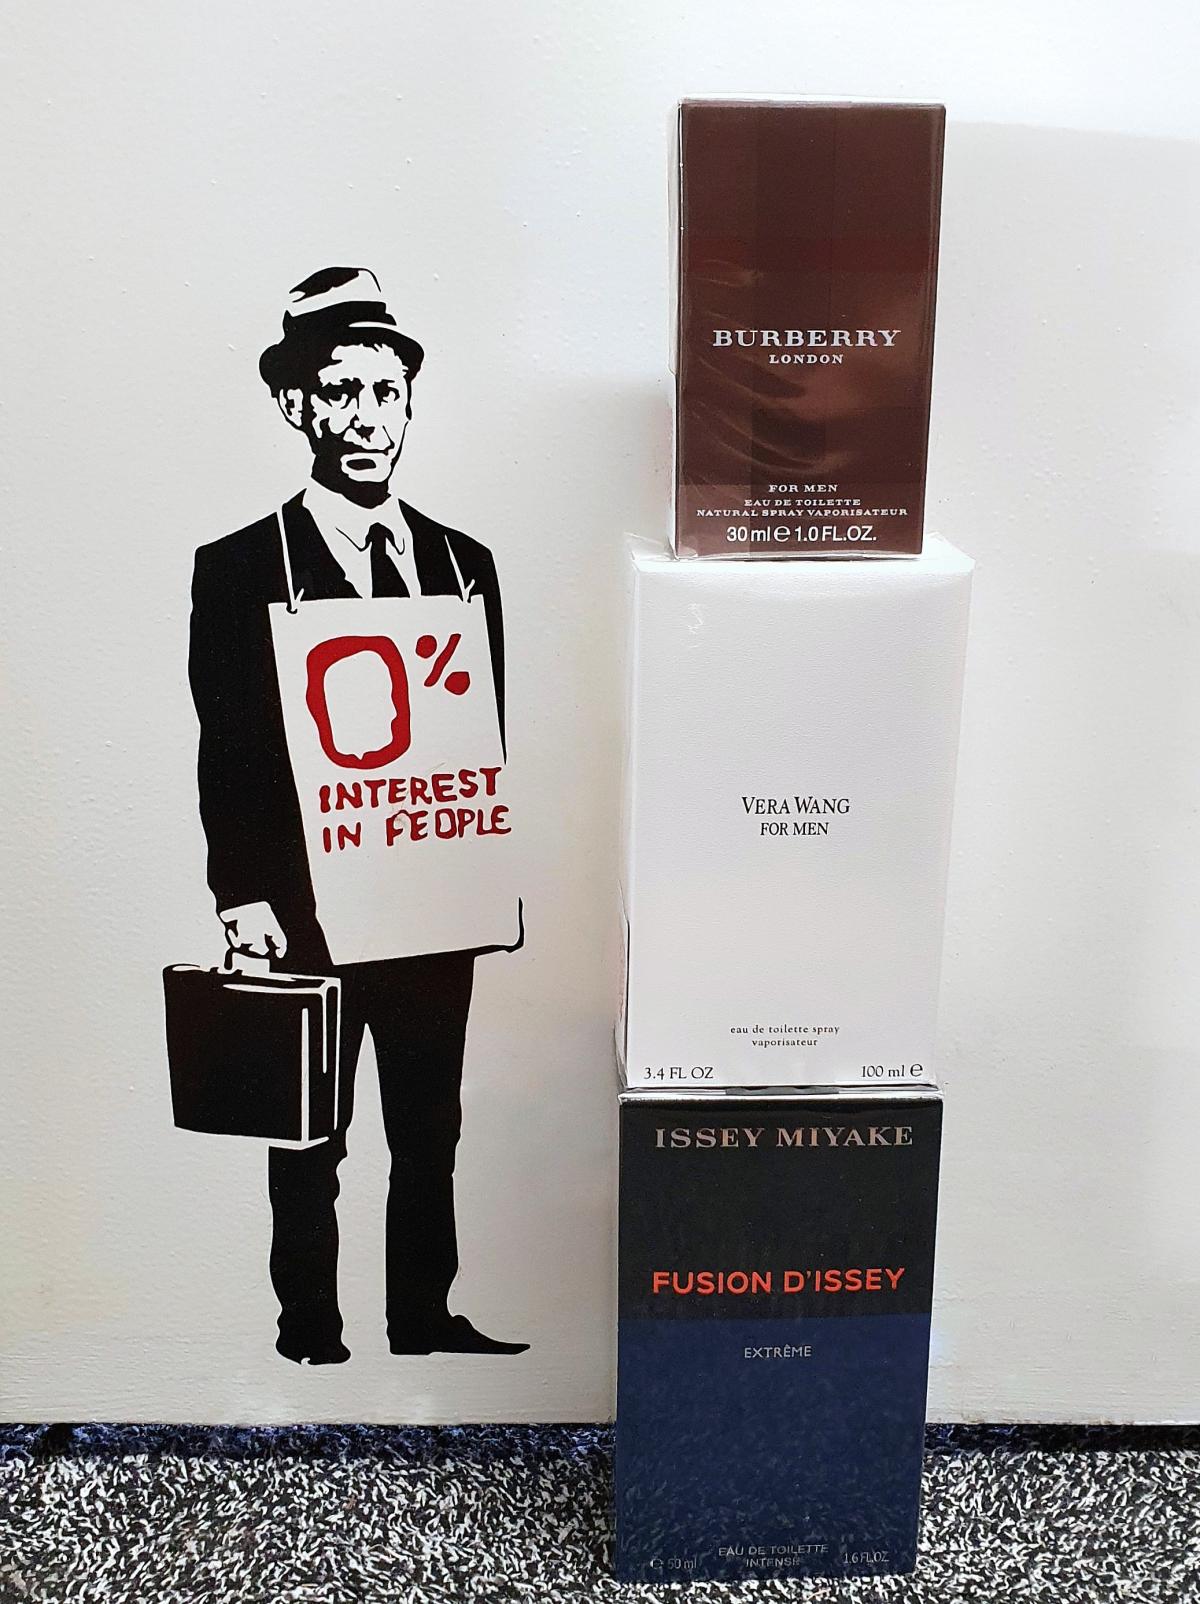 0%
INTEREST
IN PEOPLE
BURBERRY
LONDON
FOR MEN
EAU DE TOILETTE
NATURAL SPRAY VAPORISATEUR
30 ml e 1.0 FL.OZ.
VERA WANG
FOR MEN
eau de toilette spray
vaporisateur
3.4 FL OZ 100 ml e
ISSEY MIYAKE
FUSION D'ISSEY
EXTRÊME
EAU DE TOILETTE
INTENSE
e 50 ml 1.6 FL.OZ